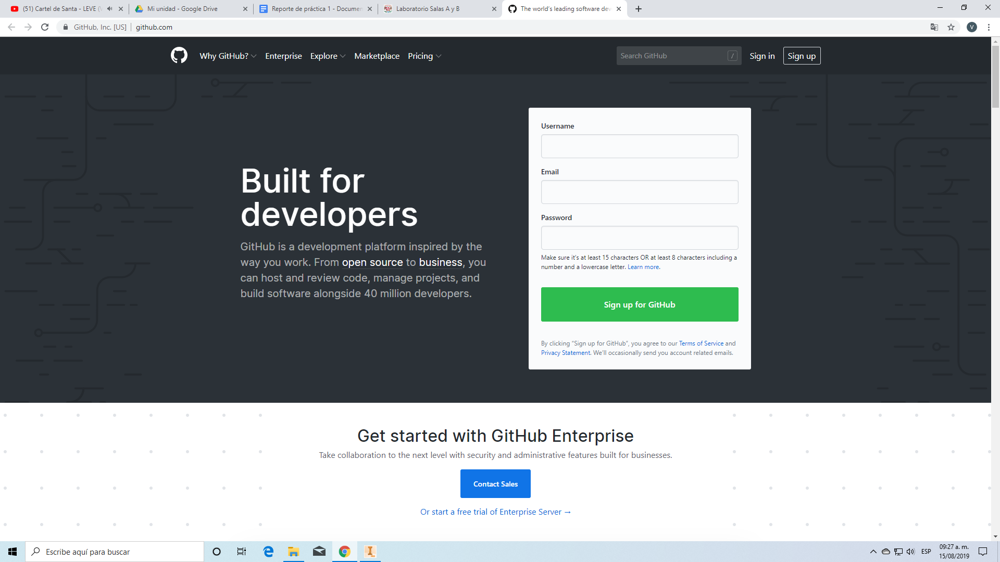 (51) Cartel de Santa - LEVE (
Mi unidad - Google Drive
Reporte de práctica 1 - Documen
Laboratorio Salas A y B
The world's leading software dev
GitHub, Inc. [US]
github.com
V
Why GitHub?
Enterprise
Explore
Marketplace
Pricing
Search GitHub
/
Sign in
Sign up
Built for
developers
GitHub is a development platform inspired by the
way you work. From open source to business, you
can host and review code, manage projects, and
build software alongside 40 million developers.
Username
Email
Password
Make sure it's at least 15 characters OR at least 8 characters including a
number and a lowercase letter. Learn more.
Sign up for GitHub
By clicking “Sign up for GitHub”, you agree to our Terms of Service and
Privacy Statement. We'll occasionally send you account related emails.
Get started with GitHub Enterprise
Take collaboration to the next level with security and administrative features built for businesses.
Contact Sales
Or start a free trial of Enterprise Server →
Escribe aquí para buscar
ESP
09:27 a. m.
15/08/2019